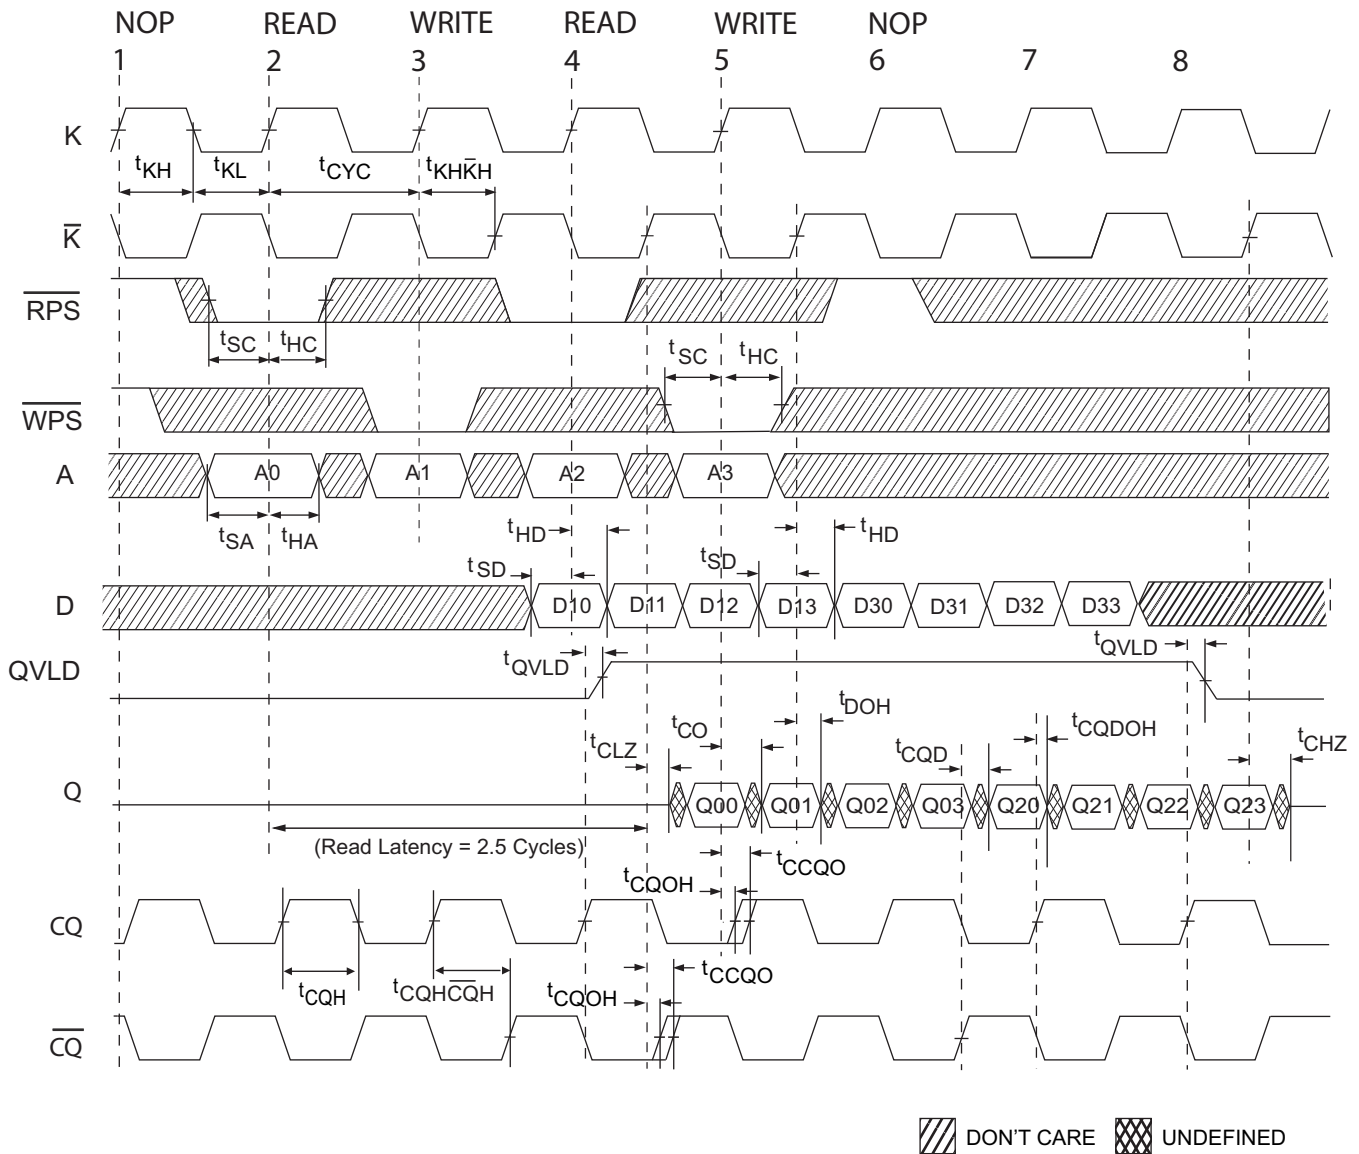 NOP READ WRITE READ WRITE NOP
1 2 3 4 5 6 7 8
K
tKH tKL tCYC tKHK̅H
K̅
R̅P̅S̅
tSC tHC
tSC tHC
W̅P̅S̅
A A0 A1 A2 A3
tSA tHA
tHD tHD
tSD tSD
D D10 D11 D12 D13 D30 D31 D32 D33
tQVLD tQVLD
QVLD
tCLZ tCO tDOH tCQD tCQDOH tCHZ
Q Q00 Q01 Q02 Q03 Q20 Q21 Q22 Q23
(Read Latency = 2.5 Cycles)
tCQOH tCCQO
CQ
tCQH tCQHC̅Q̅H tCQOH tCCQO
C̅Q̅
DON'T CARE UNDEFINED